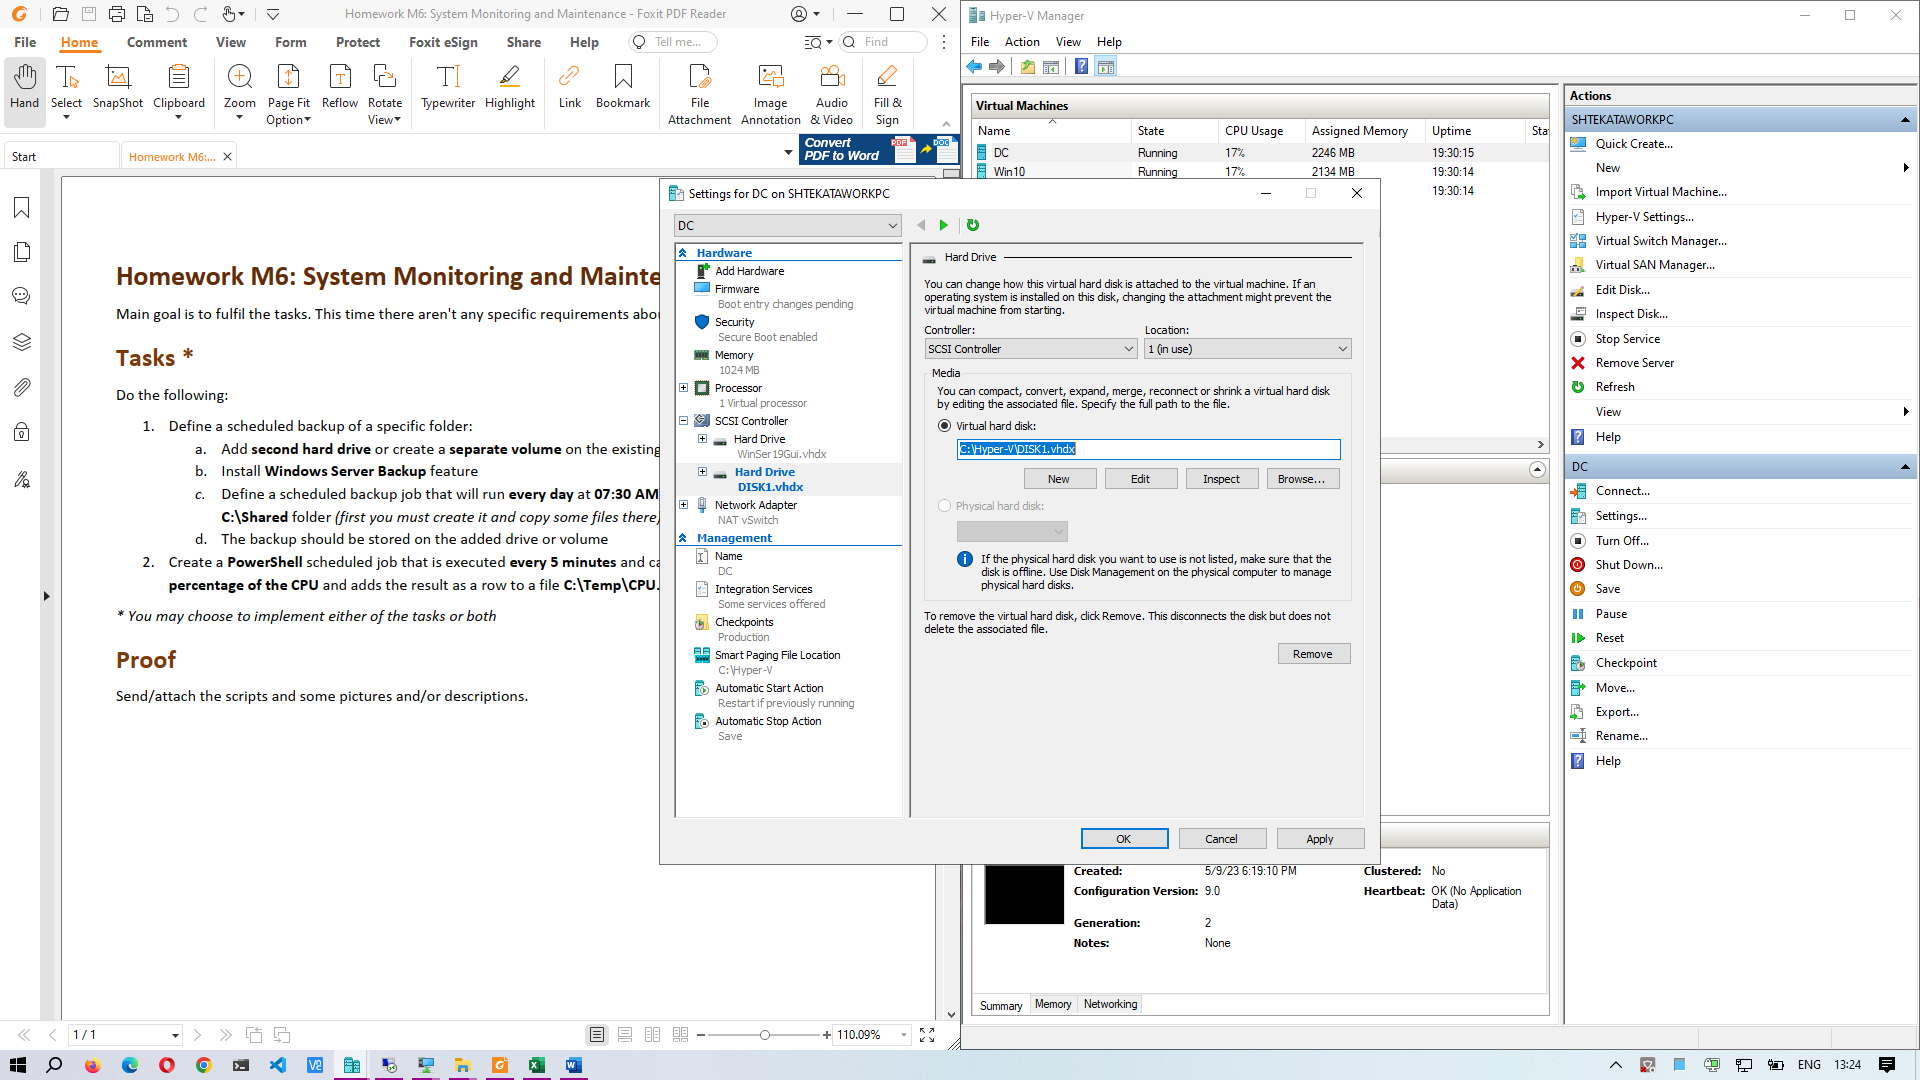 Homework M6: System Monitoring and Maintenance - Foxit PDF Reader
File Home Comment View Form Protect Foxit eSign Share Help Tell me... Find
Hand Select SnapShot Clipboard Zoom Page Fit Option Reflow Rotate View Typewriter Highlight Link Bookmark File Attachment Image Annotation Audio & Video Fill & Sign
Start
Homework M6:...
Convert
PDF to Word
PDF
DOC
Homework M6: System Monitoring and Mainte
Main goal is to fulfil the tasks. This time there aren't any specific requirements abou
Tasks *
Do the following:
1. Define a scheduled backup of a specific folder:
a. Add second hard drive or create a separate volume on the existing
b. Install Windows Server Backup feature
c. Define a scheduled backup job that will run every day at 07:30 AM
C:\Shared folder (first you must create it and copy some files there)
d. The backup should be stored on the added drive or volume
2. Create a PowerShell scheduled job that is executed every 5 minutes and ca
percentage of the CPU and adds the result as a row to a file C:\Temp\CPU.
* You may choose to implement either of the tasks or both
Proof
Send/attach the scripts and some pictures and/or descriptions.
1 / 1
110.09%
Hyper-V Manager
File Action View Help
Virtual Machines
Name State CPU Usage Assigned Memory Uptime Sta
DC Running 17% 2246 MB 19:30:15
Win10 Running 17% 2134 MB 19:30:14
19:30:14
Settings for DC on SHTEKATAWORKPC
DC
Hardware
Add Hardware
Firmware
Boot entry changes pending
Security
Secure Boot enabled
Memory
1024 MB
Processor
1 Virtual processor
SCSI Controller
Hard Drive
WinSer19Gui.vhdx
Hard Drive
DISK1.vhdx
Network Adapter
NAT vSwitch
Management
Name
DC
Integration Services
Some services offered
Checkpoints
Production
Smart Paging File Location
C:\Hyper-V
Automatic Start Action
Restart if previously running
Automatic Stop Action
Save
Hard Drive
You can change how this virtual hard disk is attached to the virtual machine. If an
operating system is installed on this disk, changing the attachment might prevent the
virtual machine from starting.
Controller: Location:
SCSI Controller 1 (in use)
Media
You can compact, convert, expand, merge, reconnect or shrink a virtual hard disk
by editing the associated file. Specify the full path to the file.
Virtual hard disk:
C:\Hyper-V\DISK1.vhdx
New Edit Inspect Browse...
Physical hard disk:
If the physical hard disk you want to use is not listed, make sure that the
disk is offline. Use Disk Management on the physical computer to manage
physical hard disks.
To remove the virtual hard disk, click Remove. This disconnects the disk but does not
delete the associated file.
Remove
OK Cancel Apply
Created: 5/9/23 6:19:10 PM Clustered: No
Configuration Version: 9.0 Heartbeat: OK (No Application
Data)
Generation: 2
Notes: None
Summary Memory Networking
Actions
SHTEKATAWORKPC
Quick Create...
New
Import Virtual Machine...
Hyper-V Settings...
Virtual Switch Manager...
Virtual SAN Manager...
Edit Disk...
Inspect Disk...
Stop Service
Remove Server
Refresh
View
Help
DC
Connect...
Settings...
Turn Off...
Shut Down...
Save
Pause
Reset
Checkpoint
Move...
Export...
Rename...
Help
ENG 13:24